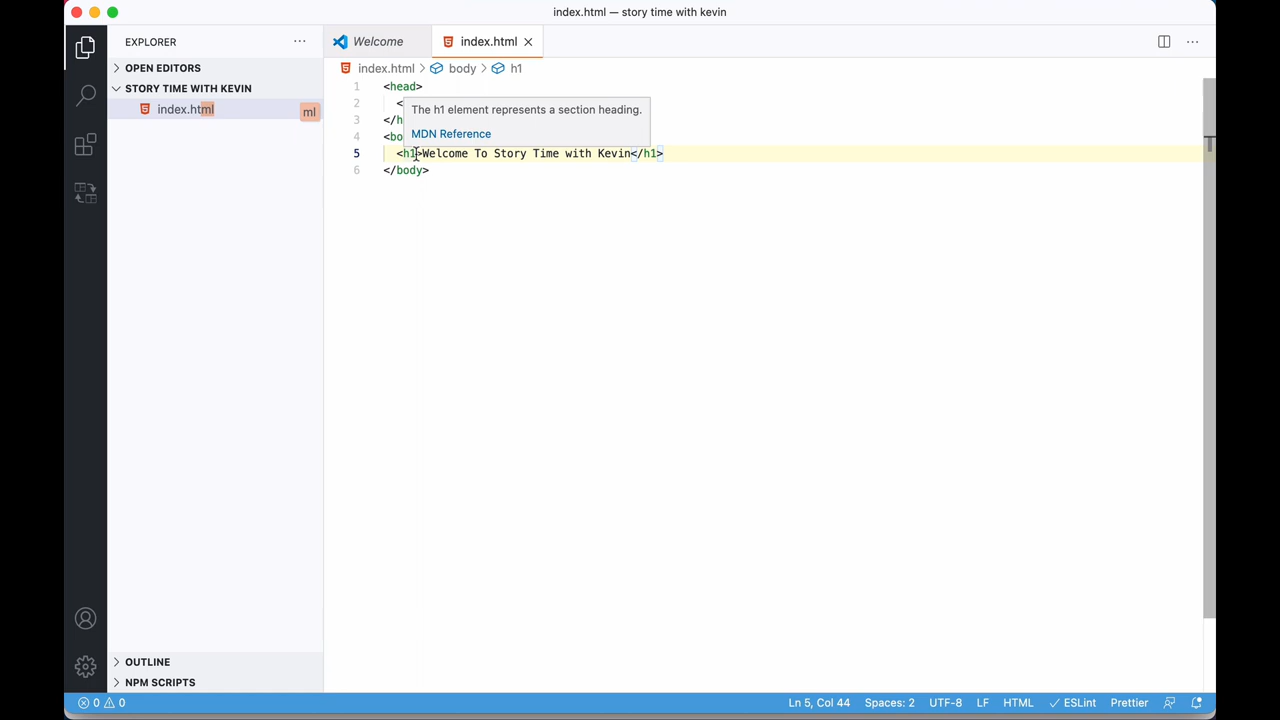 index.html — story time with kevin
EXPLORER
OPEN EDITORS
STORY TIME WITH KEVIN
index.html
ml
OUTLINE
NPM SCRIPTS
Welcome
index.html
index.html > body > h1
1 <head>
2 <
3 </h
4 <bo
The h1 element represents a section heading.
MDN Reference
5 <h1>Welcome To Story Time with Kevin</h1>
6 </body>
0 0
Ln 5, Col 44 Spaces: 2 UTF-8 LF HTML ESLint Prettier